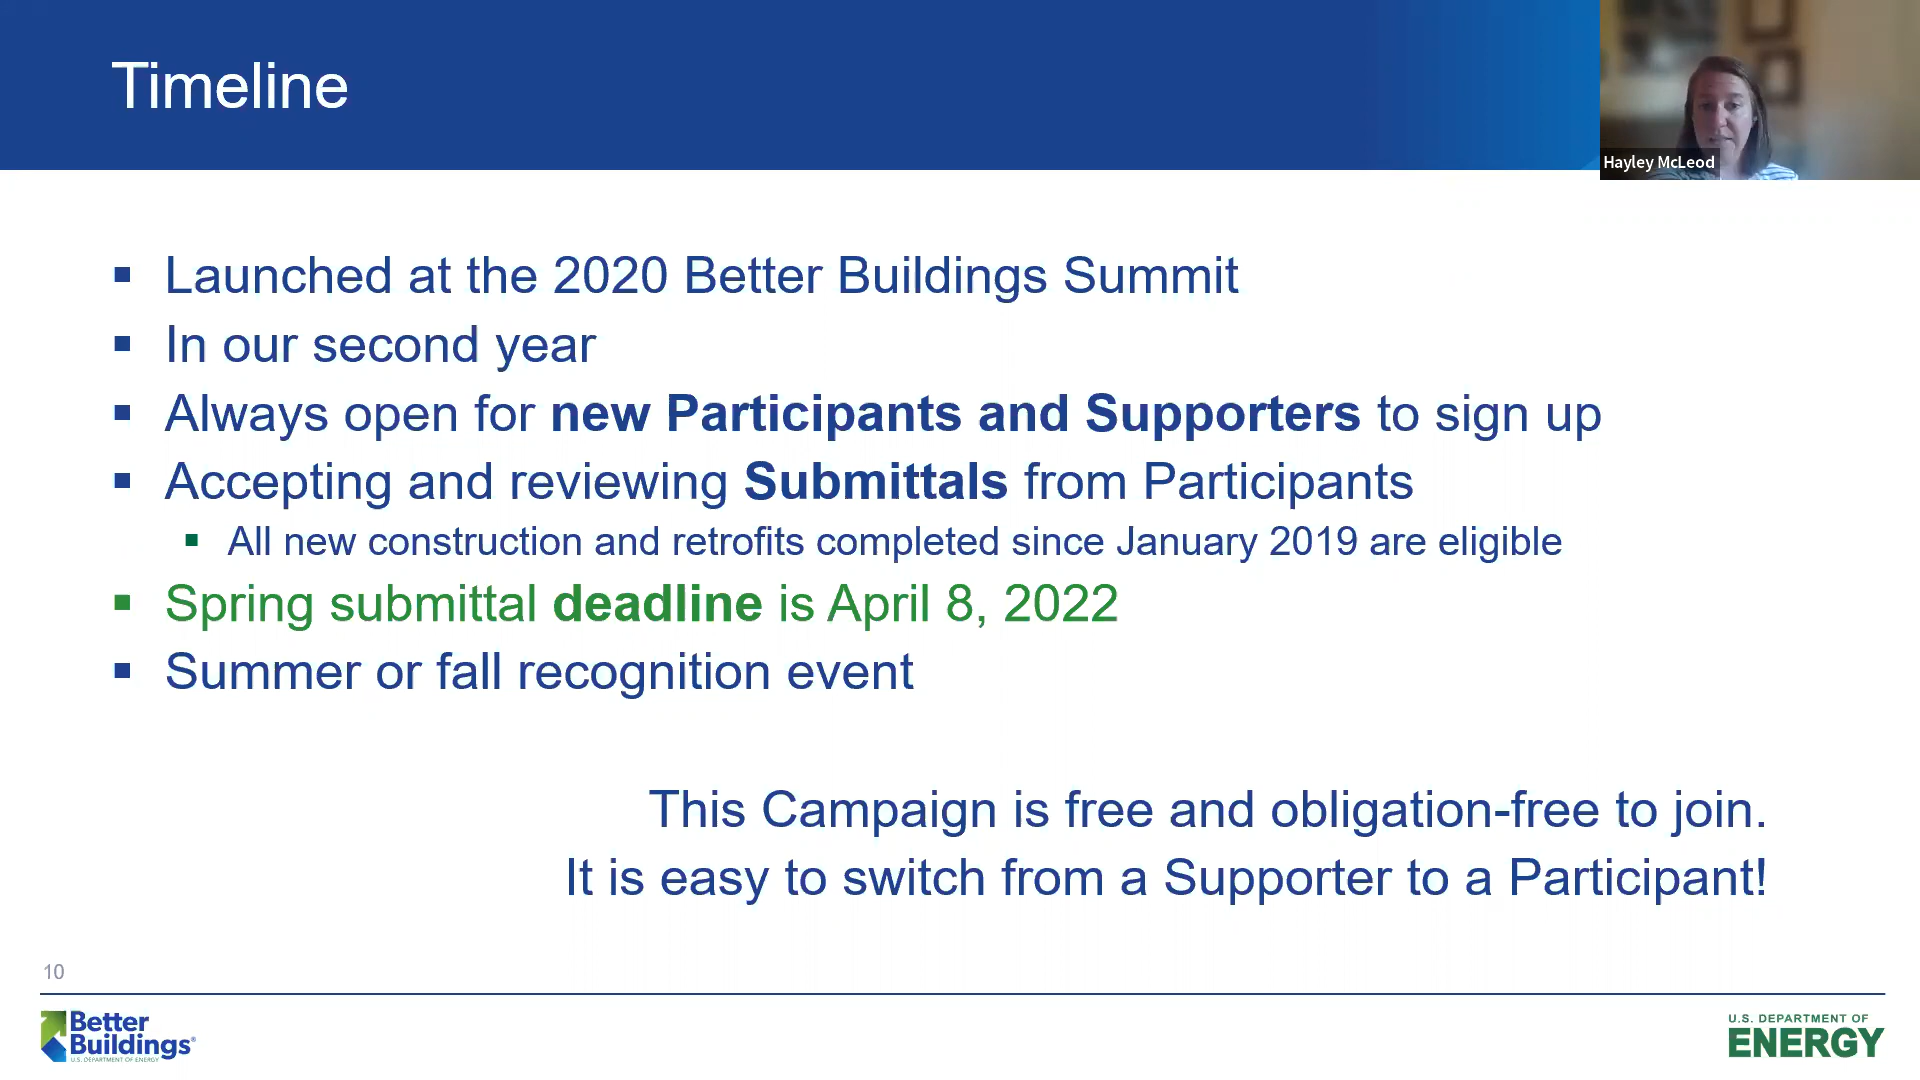 Timeline
Hayley McLeod
Launched at the 2020 Better Buildings Summit
In our second year
Always open for new Participants and Supporters to sign up
Accepting and reviewing Submittals from Participants
All new construction and retrofits completed since January 2019 are eligible
Spring submittal deadline is April 8, 2022
Summer or fall recognition event
This Campaign is free and obligation-free to join.
It is easy to switch from a Supporter to a Participant!
10
Better
Buildings®
U.S. DEPARTMENT OF ENERGY
U.S. DEPARTMENT OF
ENERGY